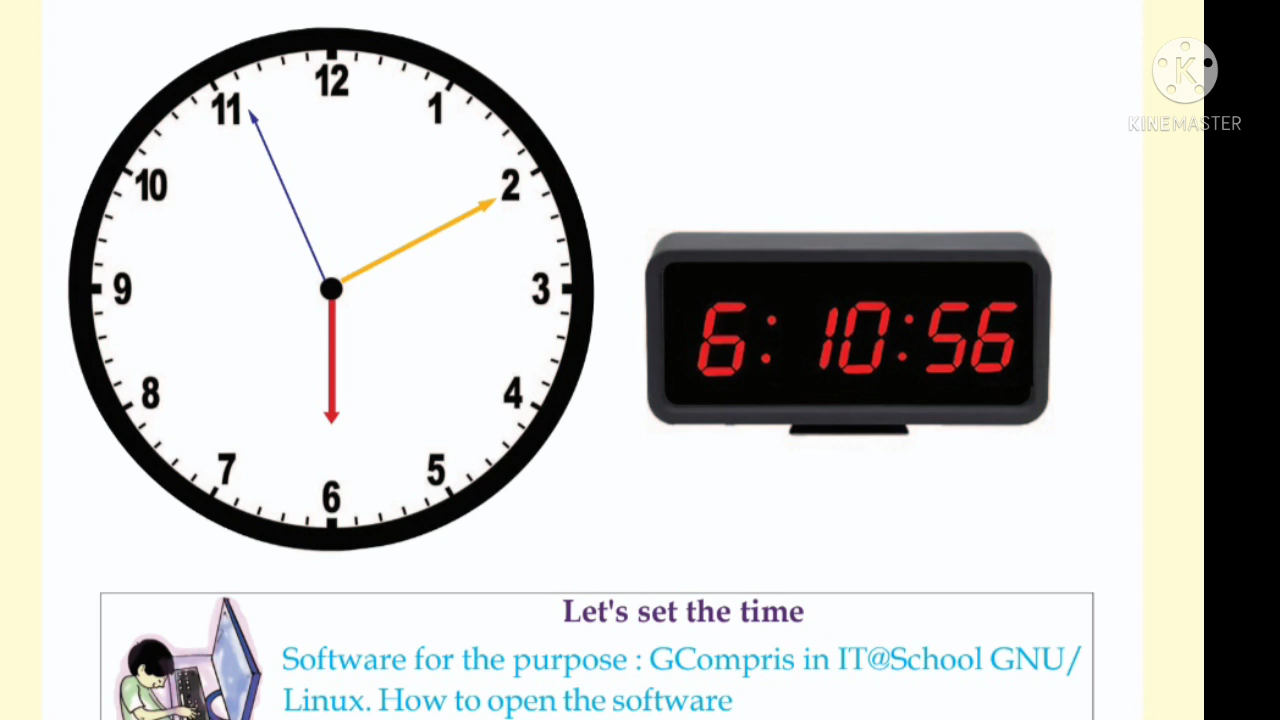 12
11
1
10
2
9
3
8
4
7
5
6
6: 10:56
K
KINEMASTER
Let's set the time
Software for the purpose : GCompris in IT@School GNU/
Linux. How to open the software